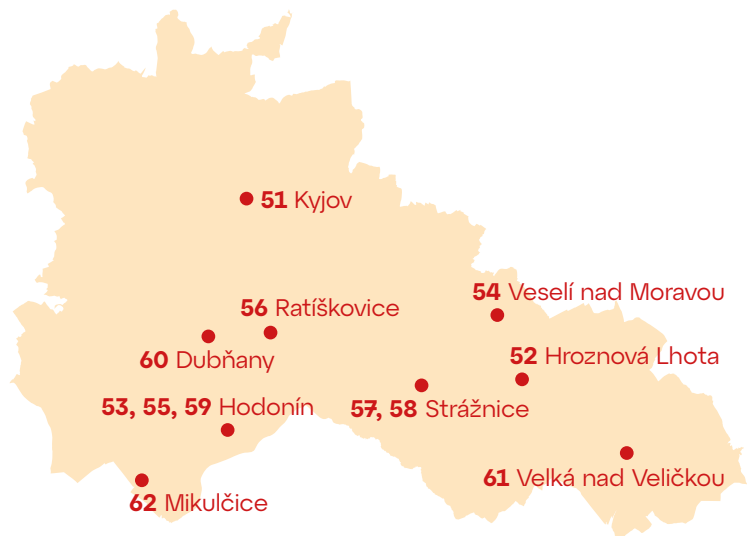 51 Kyjov
54 Veselí nad Moravou
56 Ratíškovice
52 Hroznová Lhota
60 Dubňany
53, 55, 59 Hodonín
57, 58 Strážnice
61 Velká nad Veličkou
62 Mikulčice